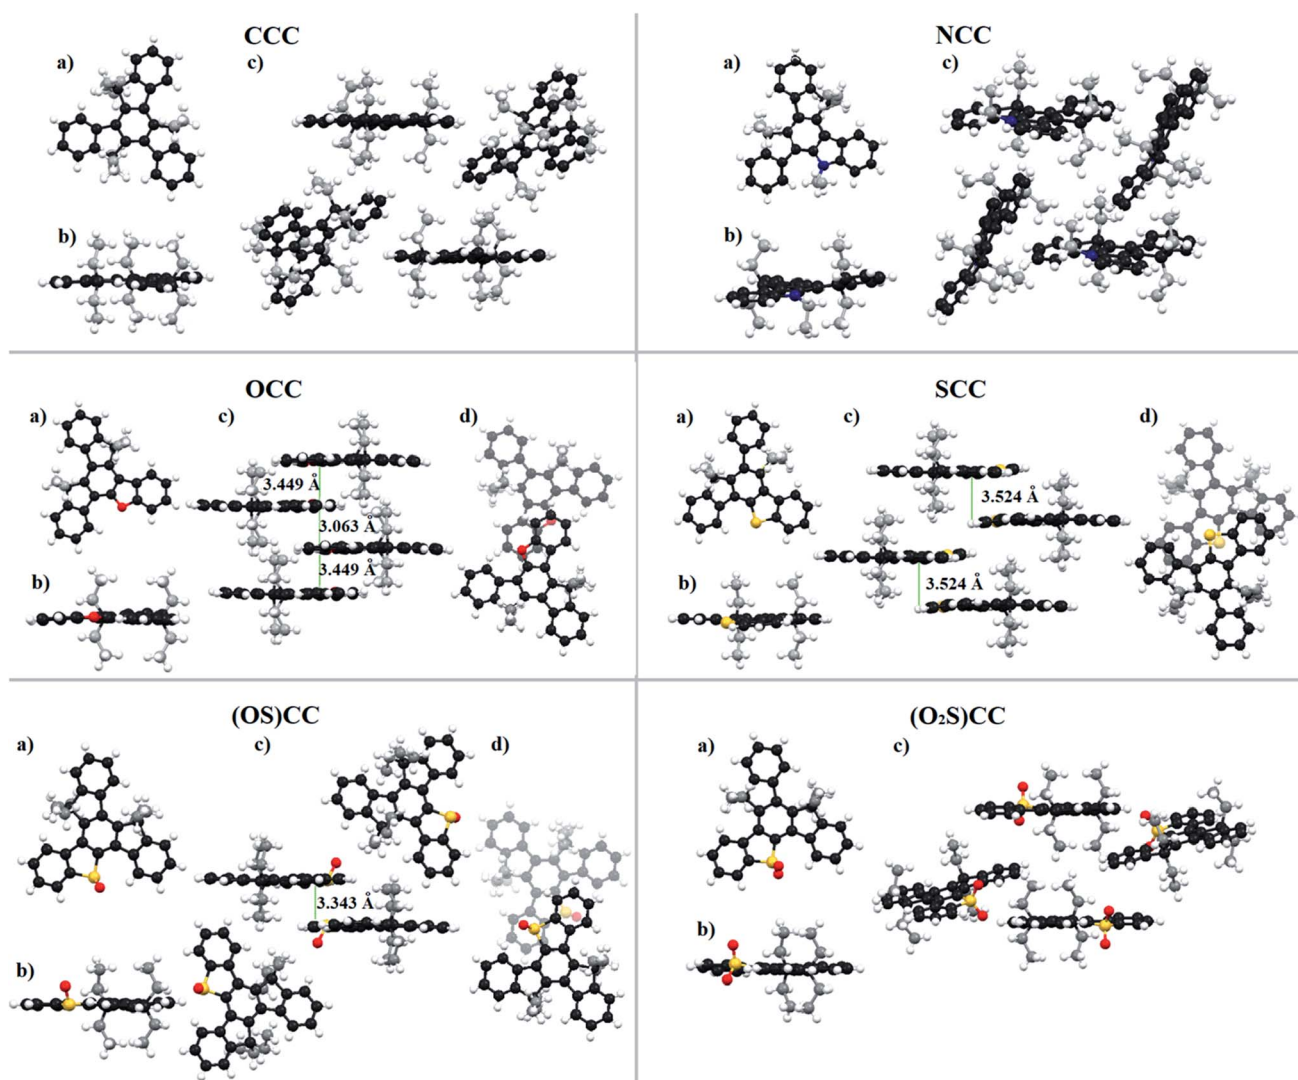 CCC
a)
c)
b)
NCC
a)
c)
b)
OCC
a)
c)
d)
3.449 Å
3.063 Å
3.449 Å
b)
SCC
a)
c)
d)
3.524 Å
3.524 Å
b)
(OS)CC
a)
c)
d)
3.343 Å
b)
(O₂S)CC
a)
c)
b)